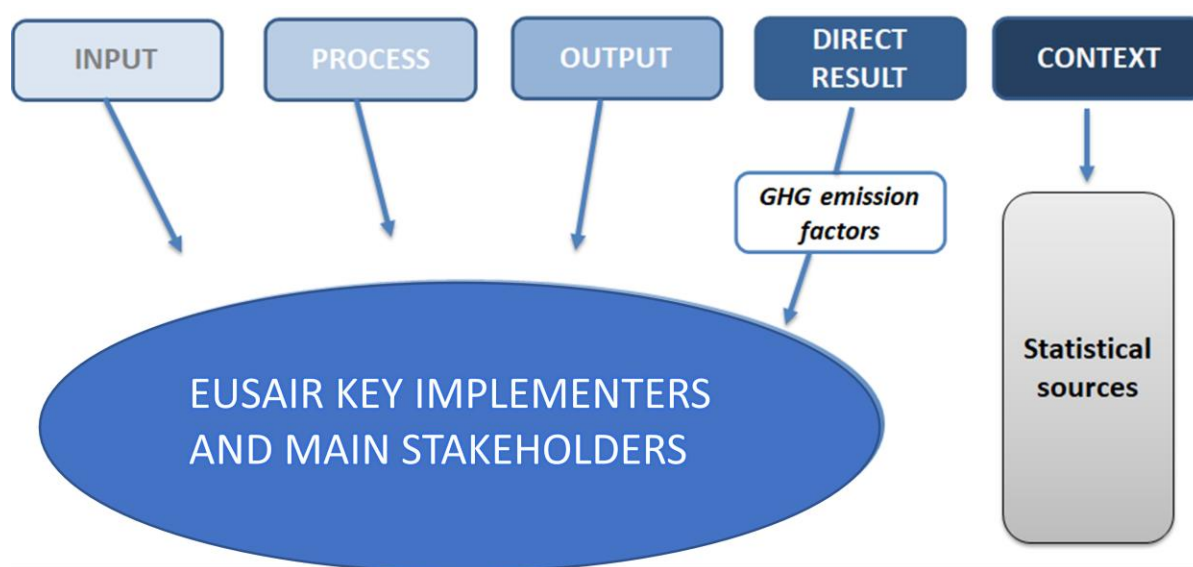 INPUT
PROCESS
OUTPUT
DIRECT
RESULT
CONTEXT
GHG emission
factors
Statistical
sources
EUSAIR KEY IMPLEMENTERS
AND MAIN STAKEHOLDERS